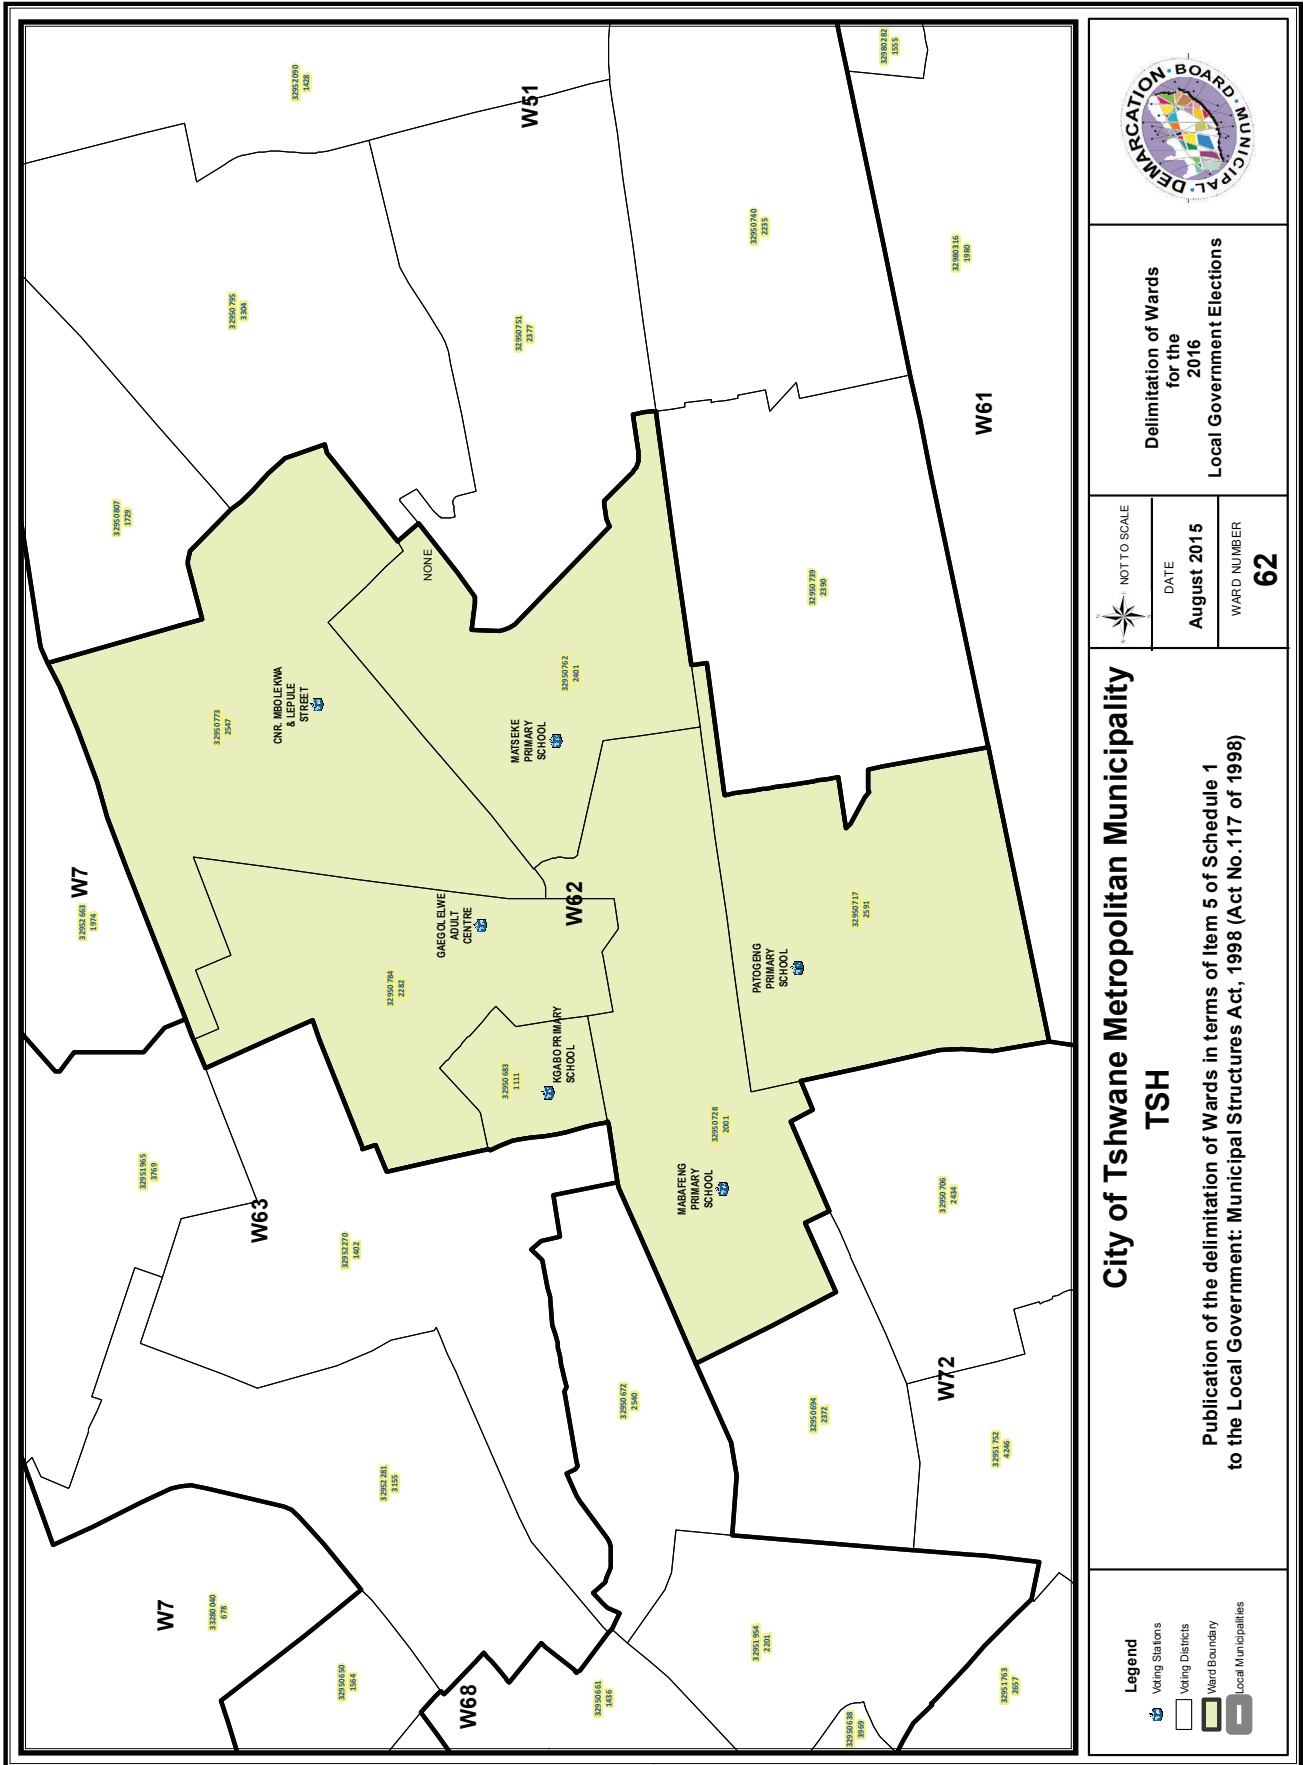 32952090
1428
W51
32980282
1555
32950795
3304
32950751
2377
32950740
2235
32980316
1980
W61
32950807
1729
NONE
32950739
2390
32950773
2547
CNR. MBOLEKWA
& LEPULE
STREET
32950762
2401
MATSEKE
PRIMARY
SCHOOL
W7
32952663
1974
GAEGOLELWE
ADULT
CENTRE
W62
32950717
2591
32950784
2282
PATOGENG
PRIMARY
SCHOOL
32950683
1111
KGABO PRIMARY
SCHOOL
32950728
2001
MABAFENG
PRIMARY
SCHOOL
32951965
3769
W63
32952270
1402
32950706
2434
32950672
2540
32950694
2372
W72
32951752
4246
32952281
3155
W7
33280040
678
32950650
1564
W68
32950661
1436
32951954
2201
32950638
3969
32951763
2657
Legend
Voting Stations
Voting Districts
Ward Boundary
Local Municipalities
City of Tshwane Metropolitan Municipality
TSH
Publication of the delimitation of Wards in terms of Item 5 of Schedule 1
to the Local Government: Municipal Structures Act, 1998 (Act No.117 of 1998)
NOT TO SCALE
DATE
August 2015
WARD NUMBER
62
Delimitation of Wards
for the
2016
Local Government Elections
MUNICIPAL • DEMARCATION • BOARD •